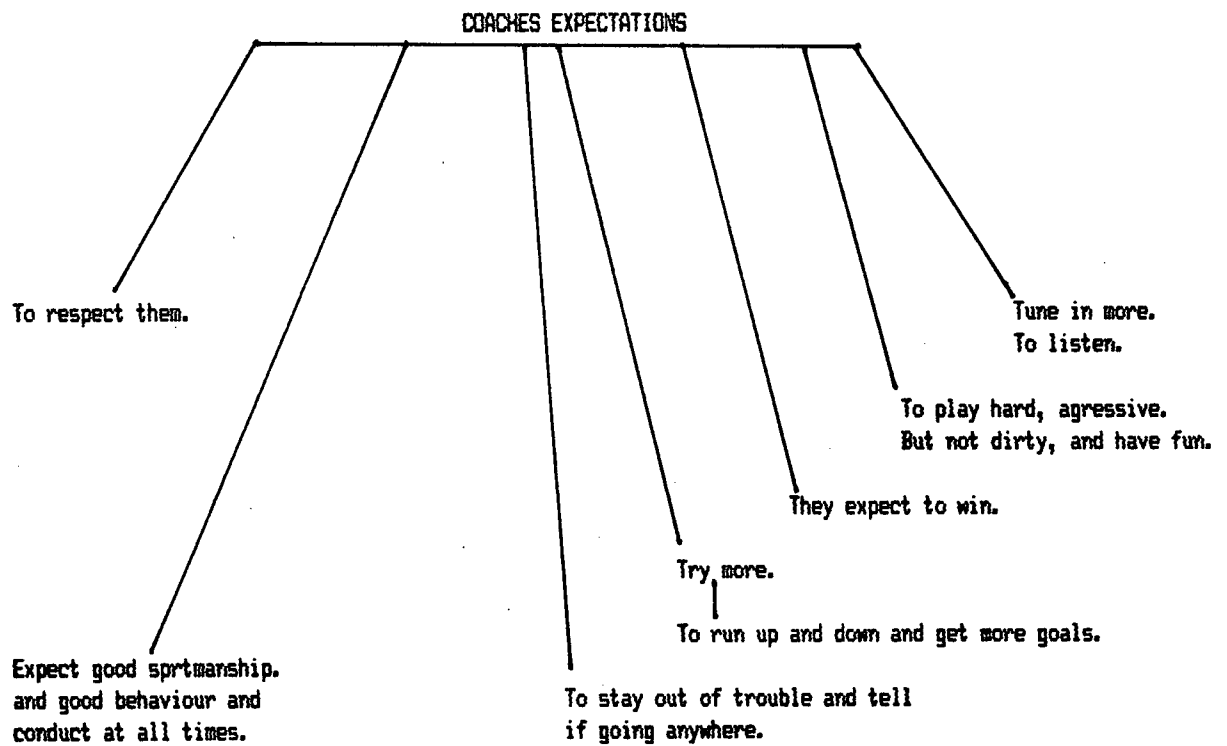 COACHES EXPECTATIONS
To respect them.
Tune in more.
To listen.
To play hard, agressive.
But not dirty, and have fun.
They expect to win.
Try more.
To run up and down and get more goals.
Expect good sprtmanship.
and good behaviour and
conduct at all times.
To stay out of trouble and tell
if going anywhere.